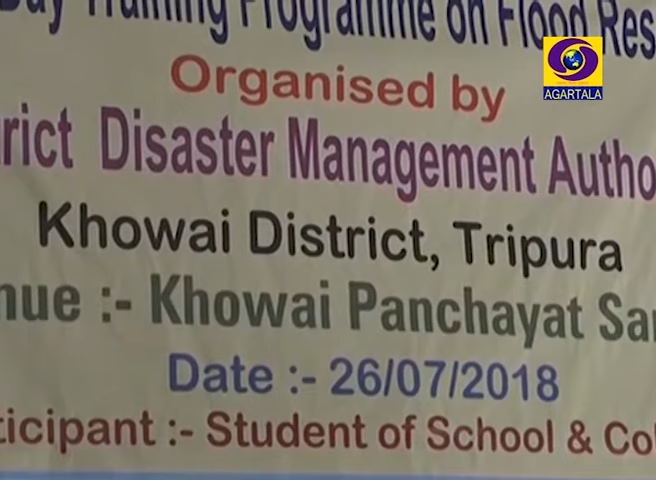 Day Training Programme on Flood Res
Organised by
rict Disaster Management Autho
Khowai District, Tripura
nue :- Khowai Panchayat Sa
Date :- 26/07/2018
ticipant :- Student of School & Co
AGARTALA